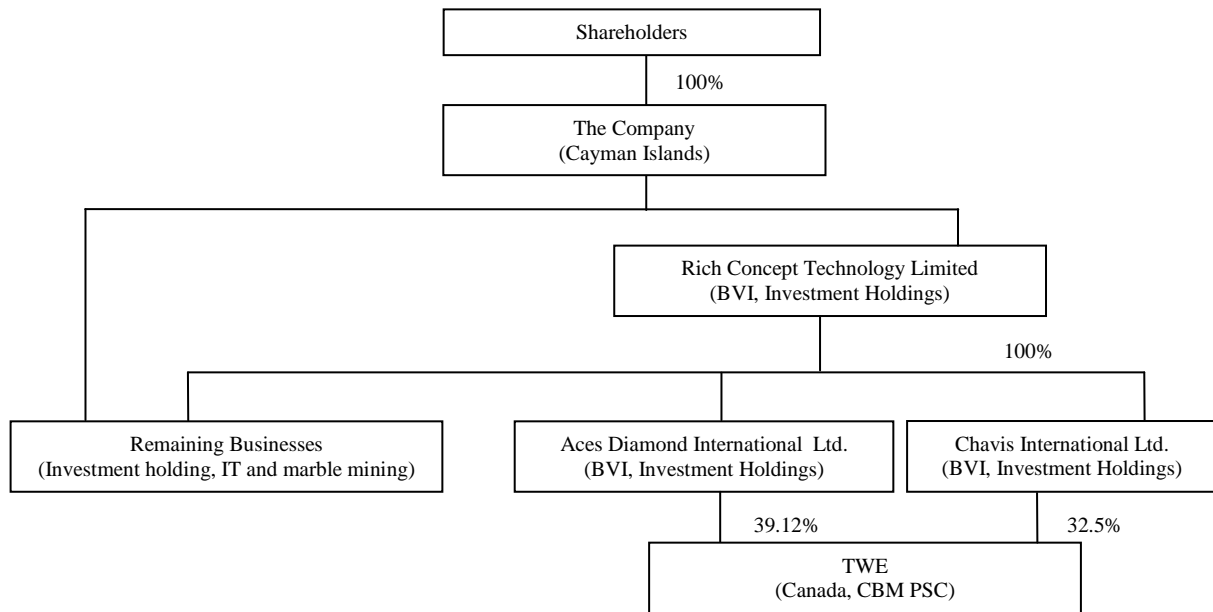 Shareholders
100%
The Company
(Cayman Islands)
Rich Concept Technology Limited
(BVI, Investment Holdings)
100%
Remaining Businesses
(Investment holding, IT and marble mining)
Aces Diamond International Ltd.
(BVI, Investment Holdings)
Chavis International Ltd.
(BVI, Investment Holdings)
39.12%
32.5%
TWE
(Canada, CBM PSC)